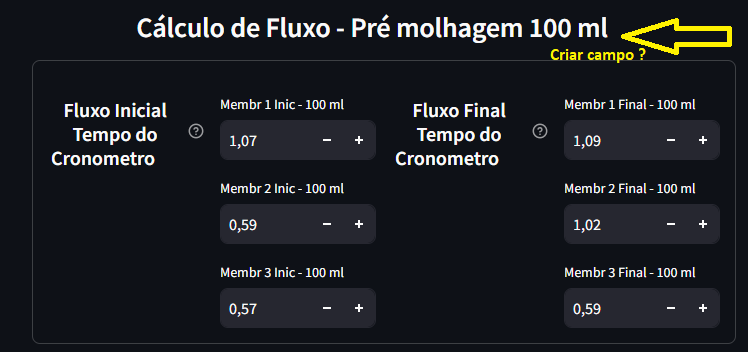 Cálculo de Fluxo - Pré molhagem 100 ml
Criar campo ?
Fluxo Inicial
Tempo do
Cronometro
Membr 1 Inic - 100 ml
1,07 − +
Membr 2 Inic - 100 ml
0,59 − +
Membr 3 Inic - 100 ml
0,57 − +
Fluxo Final
Tempo do
Cronometro
Membr 1 Final - 100 ml
1,09 − +
Membr 2 Final - 100 ml
1,02 − +
Membr 3 Final - 100 ml
0,59 − +